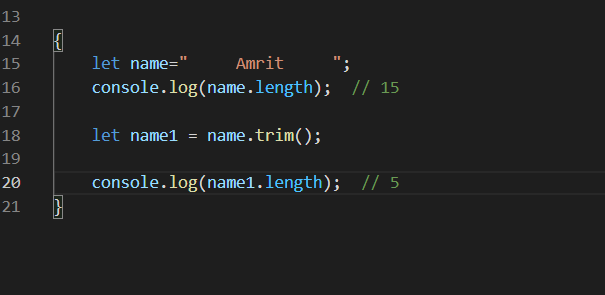 13
14 {
15     let name="     Amrit     ";
16     console.log(name.length);  // 15
17
18     let name1 = name.trim();
19
20     console.log(name1.length);  // 5
21 }